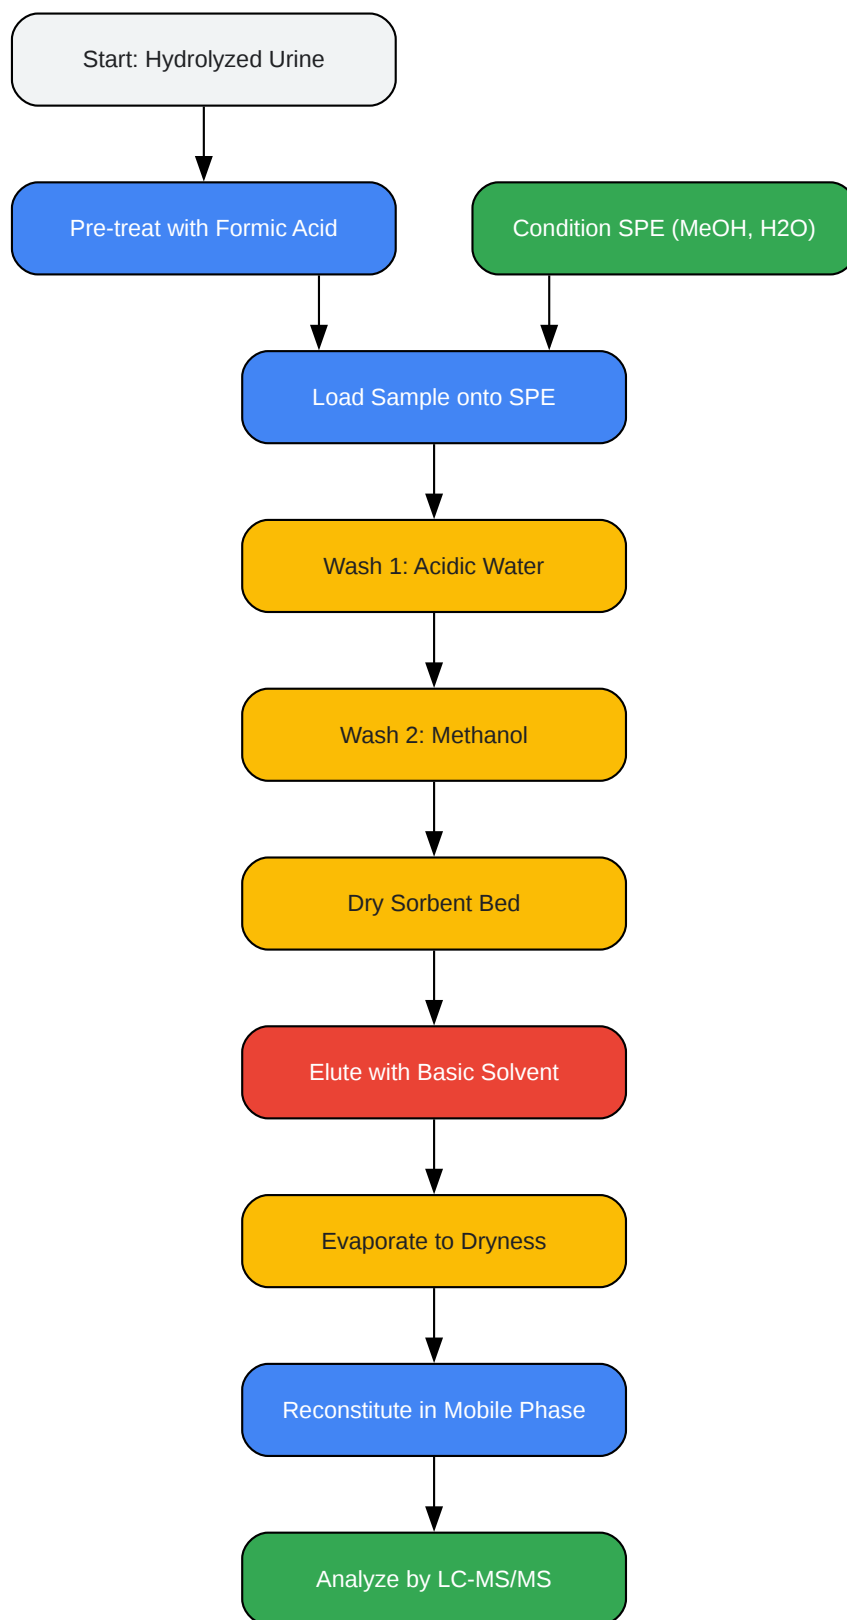 Start: Hydrolyzed Urine
Pre-treat with Formic Acid
Condition SPE (MeOH, H2O)
Load Sample onto SPE
Wash 1: Acidic Water
Wash 2: Methanol
Dry Sorbent Bed
Elute with Basic Solvent
Evaporate to Dryness
Reconstitute in Mobile Phase
Analyze by LC-MS/MS